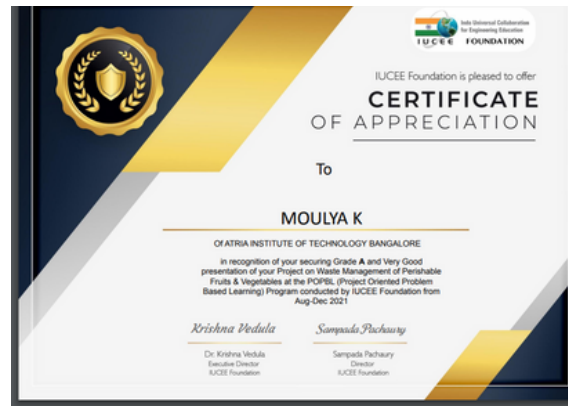 Indo Universal Collaboration
for Engineering Education
IUCEE FOUNDATION
IUCEE Foundation is pleased to offer
CERTIFICATE
OF APPRECIATION
To
MOULYA K
Of ATRIA INSTITUTE OF TECHNOLOGY BANGALORE
in recognition of your securing Grade A and Very Good
presentation of your Project on Waste Management of Perishable
Fruits & Vegetables at the POPBL (Project Oriented Problem
Based Learning) Program conducted by IUCEE Foundation from
Aug-Dec 2021
Krishna Vedula Sampada Pachaury
Dr. Krishna Vedula Sampada Pachaury
Executive Director Director
IUCEE Foundation IUCEE Foundation